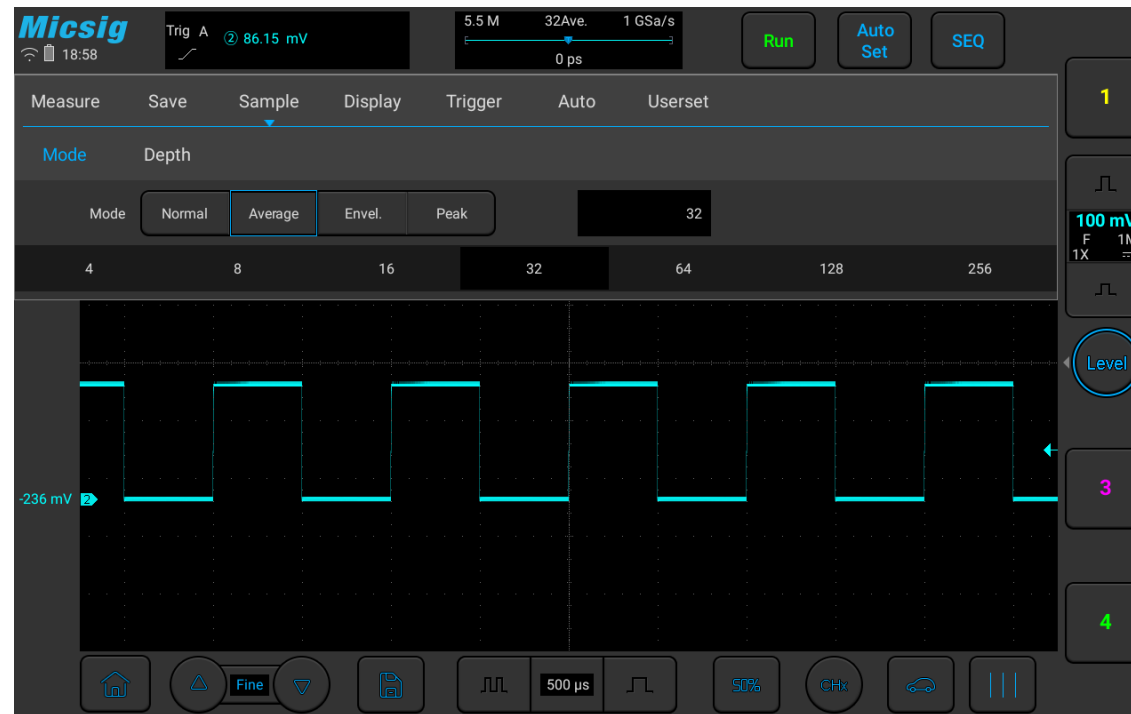 Micsig
18:58
Trig A
② 86.15 mV
5.5 M 32Ave. 1 GSa/s
0 ps
Run
Auto
Set
SEQ
Measure Save Sample Display Trigger Auto Userset
Mode Depth
Mode Normal Average Envel. Peak 32
4 8 16 32 64 128 256
1
100 mV
F 1M
1X
Level
-236 mV 2
3
4
Fine
500 µs
50%
CHx